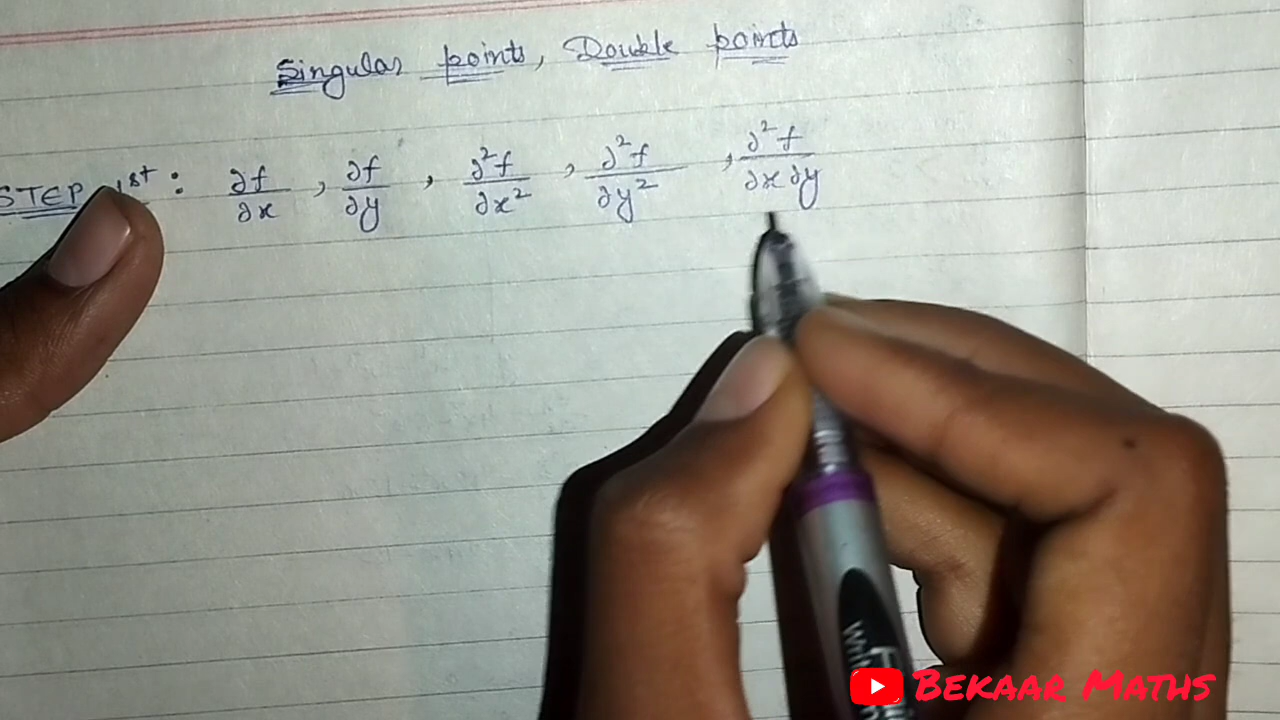 Singular points, Double points
STEP 1st : ∂f/∂x , ∂f/∂y , ∂²f/∂x² , ∂²f/∂y² , ∂²f/∂x∂y
BEKAAR MATHS